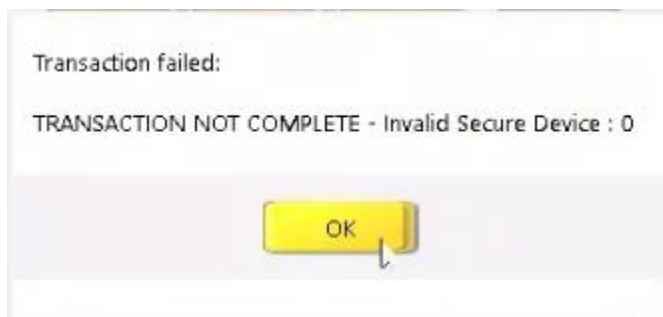 Transaction failed:
TRANSACTION NOT COMPLETE - Invalid Secure Device : 0
OK